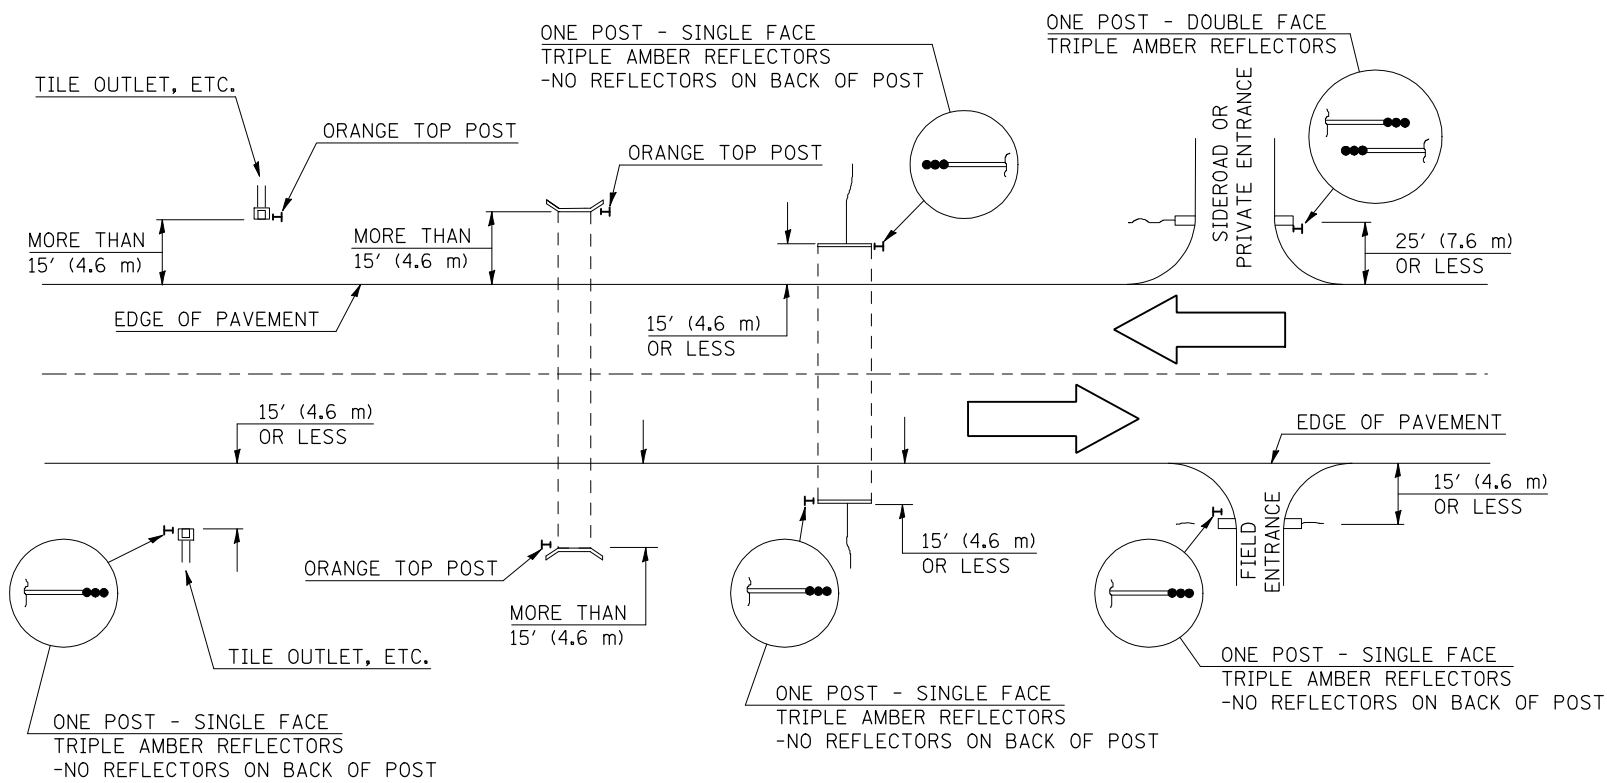 ONE POST - SINGLE FACE
TRIPLE AMBER REFLECTORS
-NO REFLECTORS ON BACK OF POST
ONE POST - DOUBLE FACE
TRIPLE AMBER REFLECTORS
TILE OUTLET, ETC.
ORANGE TOP POST
ORANGE TOP POST
SIDEROAD OR
PRIVATE ENTRANCE
MORE THAN
15' (4.6 m)
MORE THAN
15' (4.6 m)
25' (7.6 m)
OR LESS
EDGE OF PAVEMENT
15' (4.6 m)
OR LESS
15' (4.6 m)
OR LESS
EDGE OF PAVEMENT
15' (4.6 m)
OR LESS
FIELD
ENTRANCE
15' (4.6 m)
OR LESS
ORANGE TOP POST
MORE THAN
15' (4.6 m)
TILE OUTLET, ETC.
ONE POST - SINGLE FACE
TRIPLE AMBER REFLECTORS
-NO REFLECTORS ON BACK OF POST
ONE POST - SINGLE FACE
TRIPLE AMBER REFLECTORS
-NO REFLECTORS ON BACK OF POST
ONE POST - SINGLE FACE
TRIPLE AMBER REFLECTORS
-NO REFLECTORS ON BACK OF POST